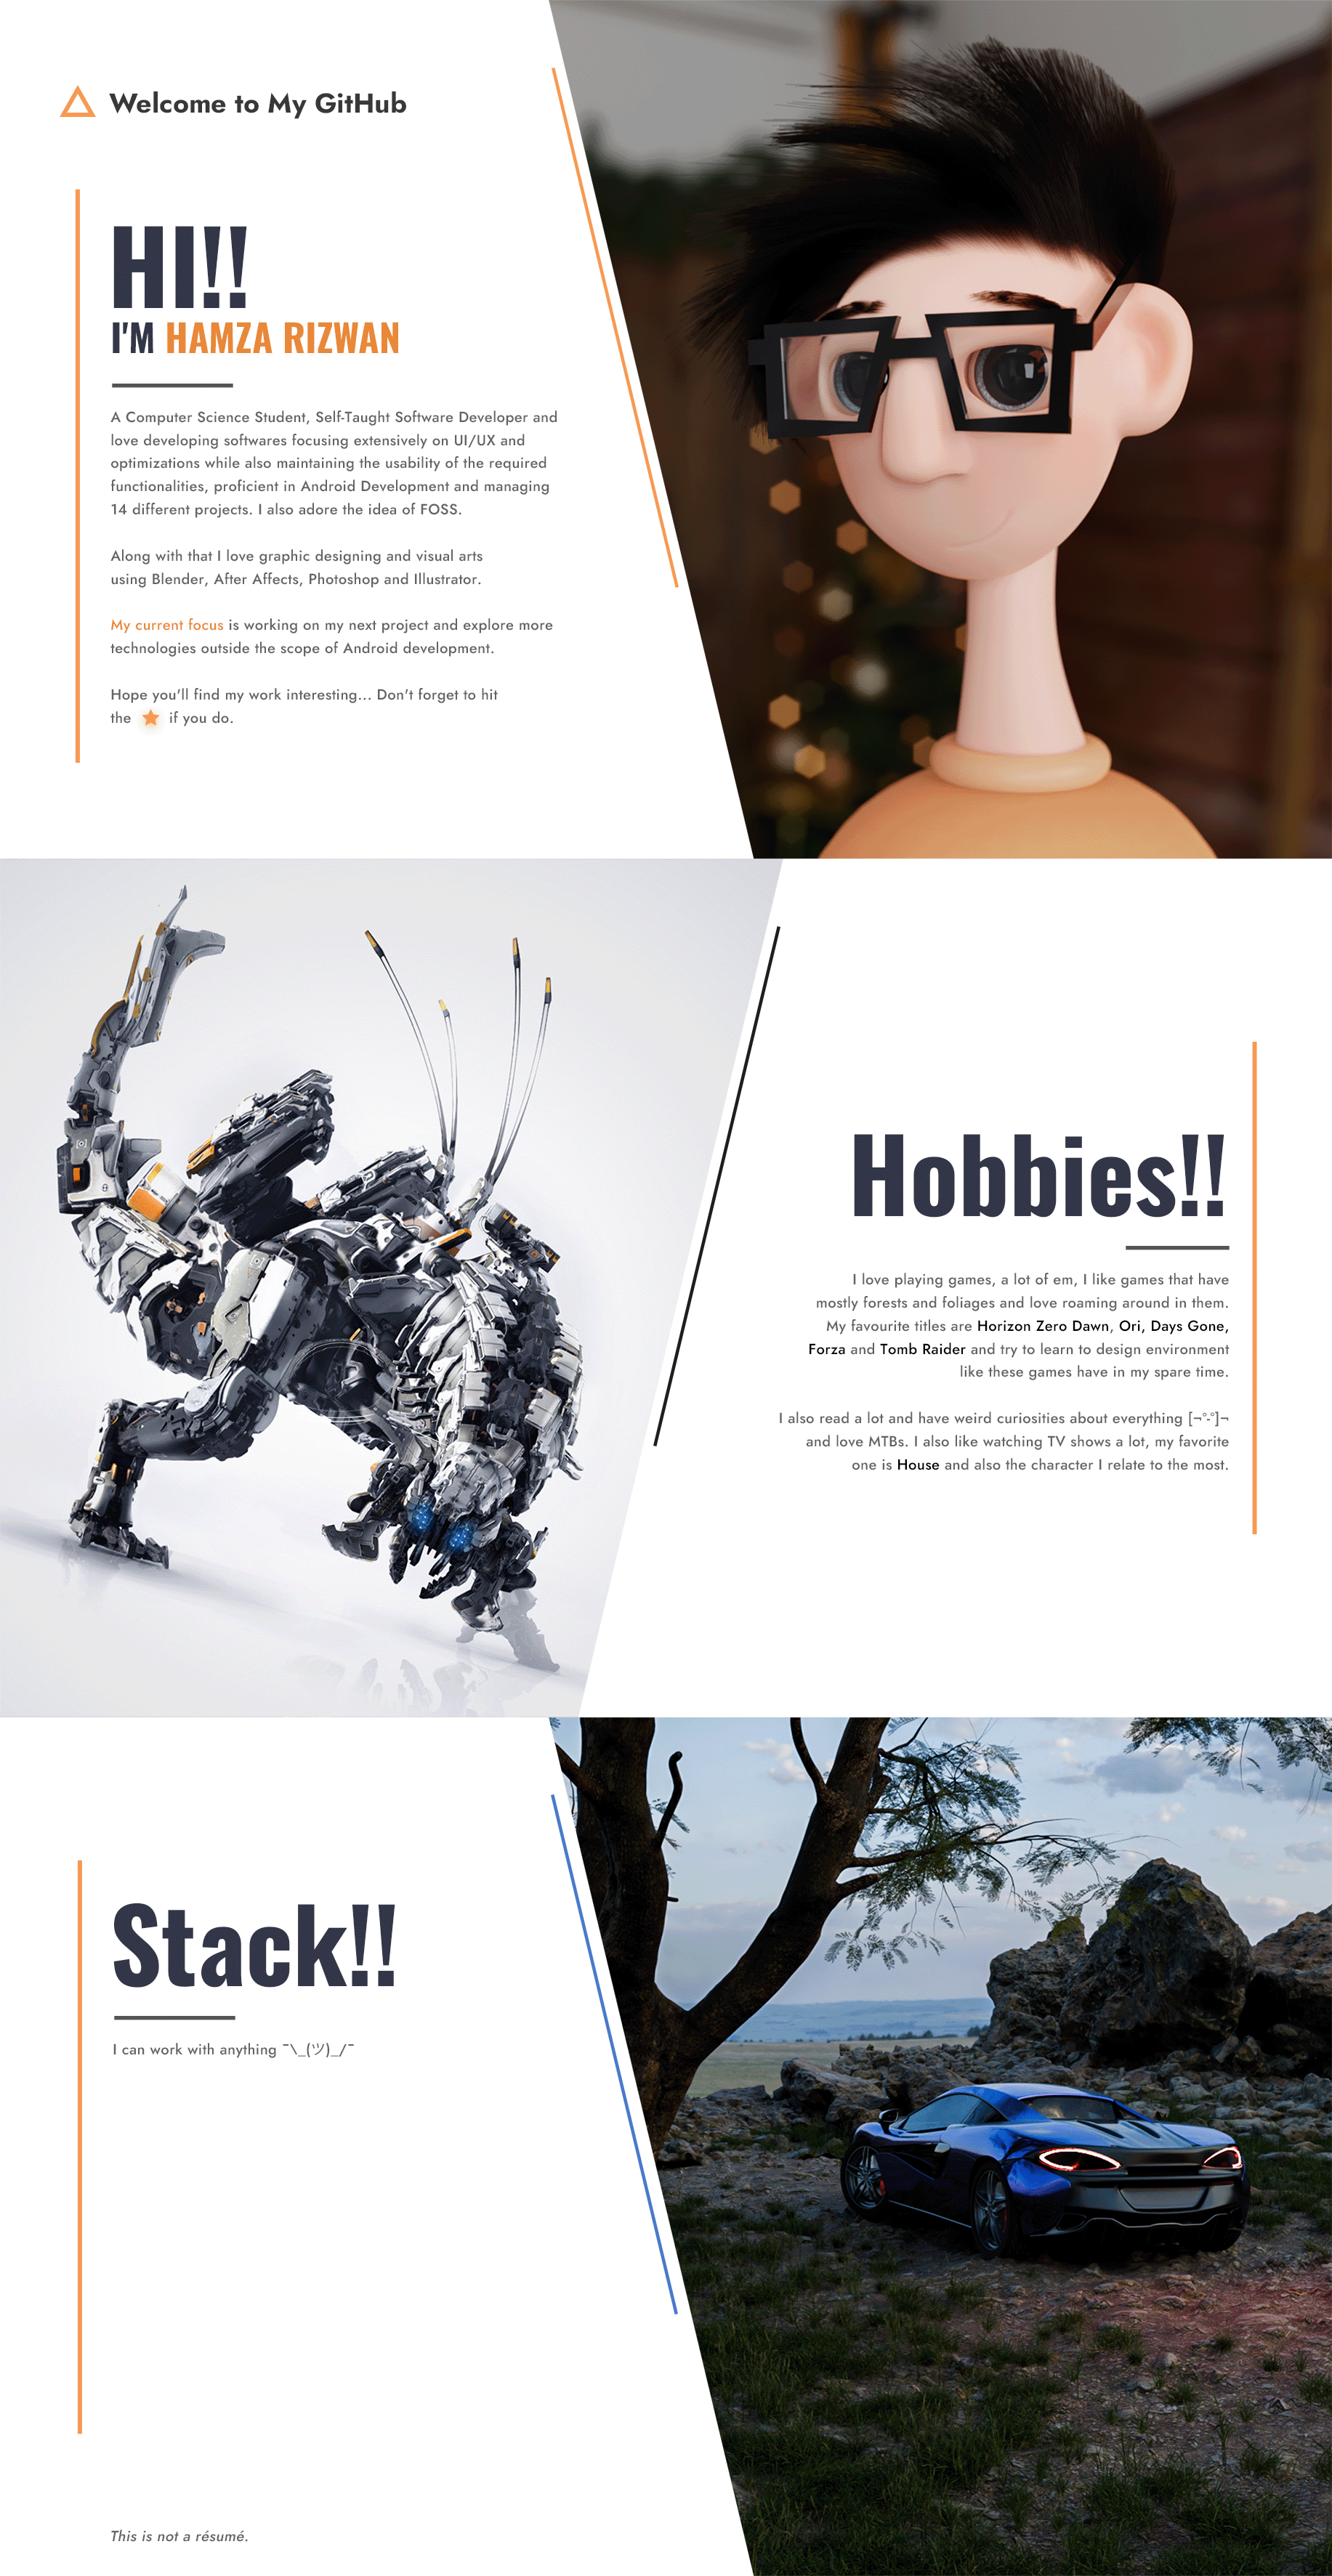 Welcome to My GitHub
HI!!
I'M HAMZA RIZWAN
A Computer Science Student, Self-Taught Software Developer and
love developing softwares focusing extensively on UI/UX and
optimizations while also maintaining the usability of the required
functionalities, proficient in Android Development and managing
14 different projects. I also adore the idea of FOSS.
Along with that I love graphic designing and visual arts
using Blender, After Affects, Photoshop and Illustrator.
My current focus is working on my next project and explore more
technologies outside the scope of Android development.
Hope you'll find my work interesting... Don't forget to hit
the ★ if you do.
Hobbies!!
I love playing games, a lot of em, I like games that have
mostly forests and foliages and love roaming around in them.
My favourite titles are Horizon Zero Dawn, Ori, Days Gone,
Forza and Tomb Raider and try to learn to design environment
like these games have in my spare time.
I also read a lot and have weird curiosities about everything [¬°-°]¬
and love MTBs. I also like watching TV shows a lot, my favorite
one is House and also the character I relate to the most.
Stack!!
I can work with anything ¯\_(ツ)_/¯
This is not a résumé.